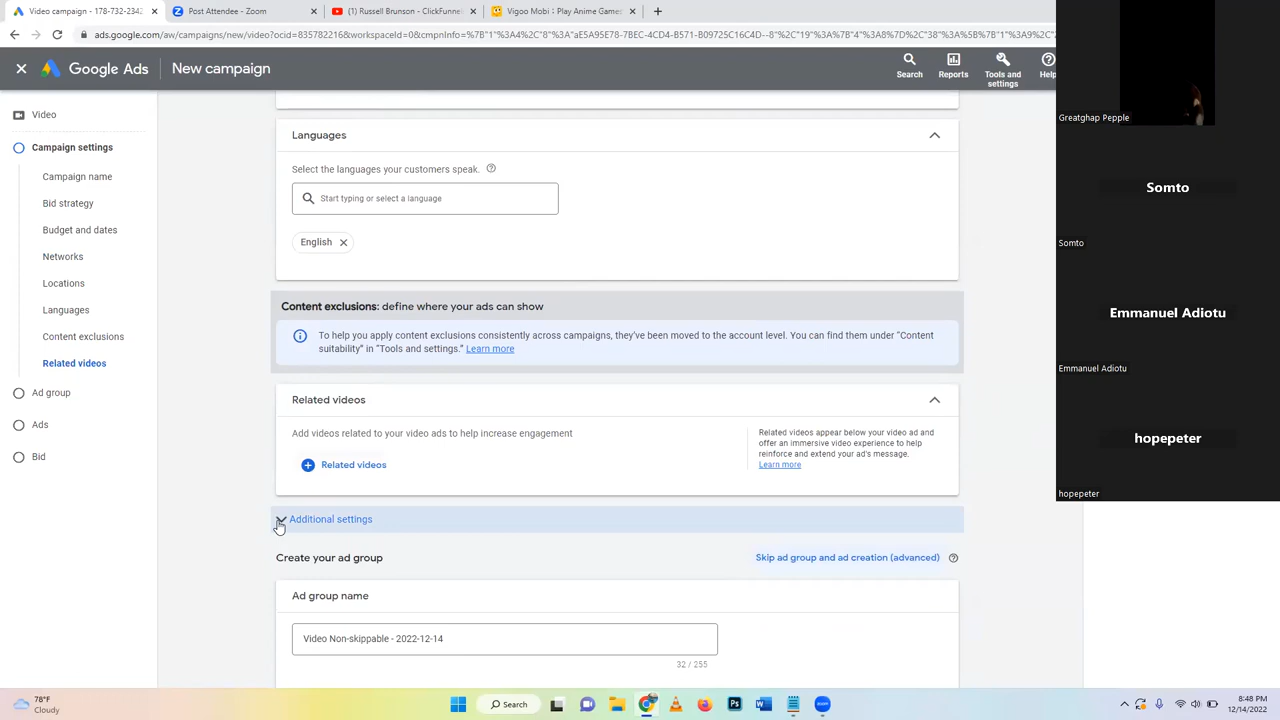 Video campaign - 178-732-2342
Post Attendee - Zoom
(1) Russell Brunson - ClickFunnel
Vigoo Mobi : Play Anime Games
ads.google.com/aw/campaigns/new/video?ocid=835782216&workspaceId=0&cmpnInfo=%7B"1"%3A4%2C"8"%3A"aE5A95E78-7BEC-4CD4-B571-B09725C16C4D--8"%2C"19"%3A%7B"4"%3A8%7D%2C"38"%3A%5B%7B"1"%3A9%2C"
Google Ads
New campaign
Search
Reports
Tools and settings
Help
Video
Campaign settings
Campaign name
Bid strategy
Budget and dates
Networks
Locations
Languages
Content exclusions
Related videos
Ad group
Ads
Bid
Languages
Select the languages your customers speak.
Start typing or select a language
English
Content exclusions: define where your ads can show
To help you apply content exclusions consistently across campaigns, they've been moved to the account level. You can find them under "Content
suitability" in "Tools and settings." Learn more
Related videos
Add videos related to your video ads to help increase engagement
Related videos
Related videos appear below your video ad and
offer an immersive video experience to help
reinforce and extend your ad's message.
Learn more
Additional settings
Create your ad group
Skip ad group and ad creation (advanced)
Ad group name
Video Non-skippable - 2022-12-14
32 / 255
Greatghap Pepple
Somto
Somto
Emmanuel Adiotu
Emmanuel Adiotu
hopepeter
hopepeter
78°F
Cloudy
Search
8:48 PM
12/14/2022